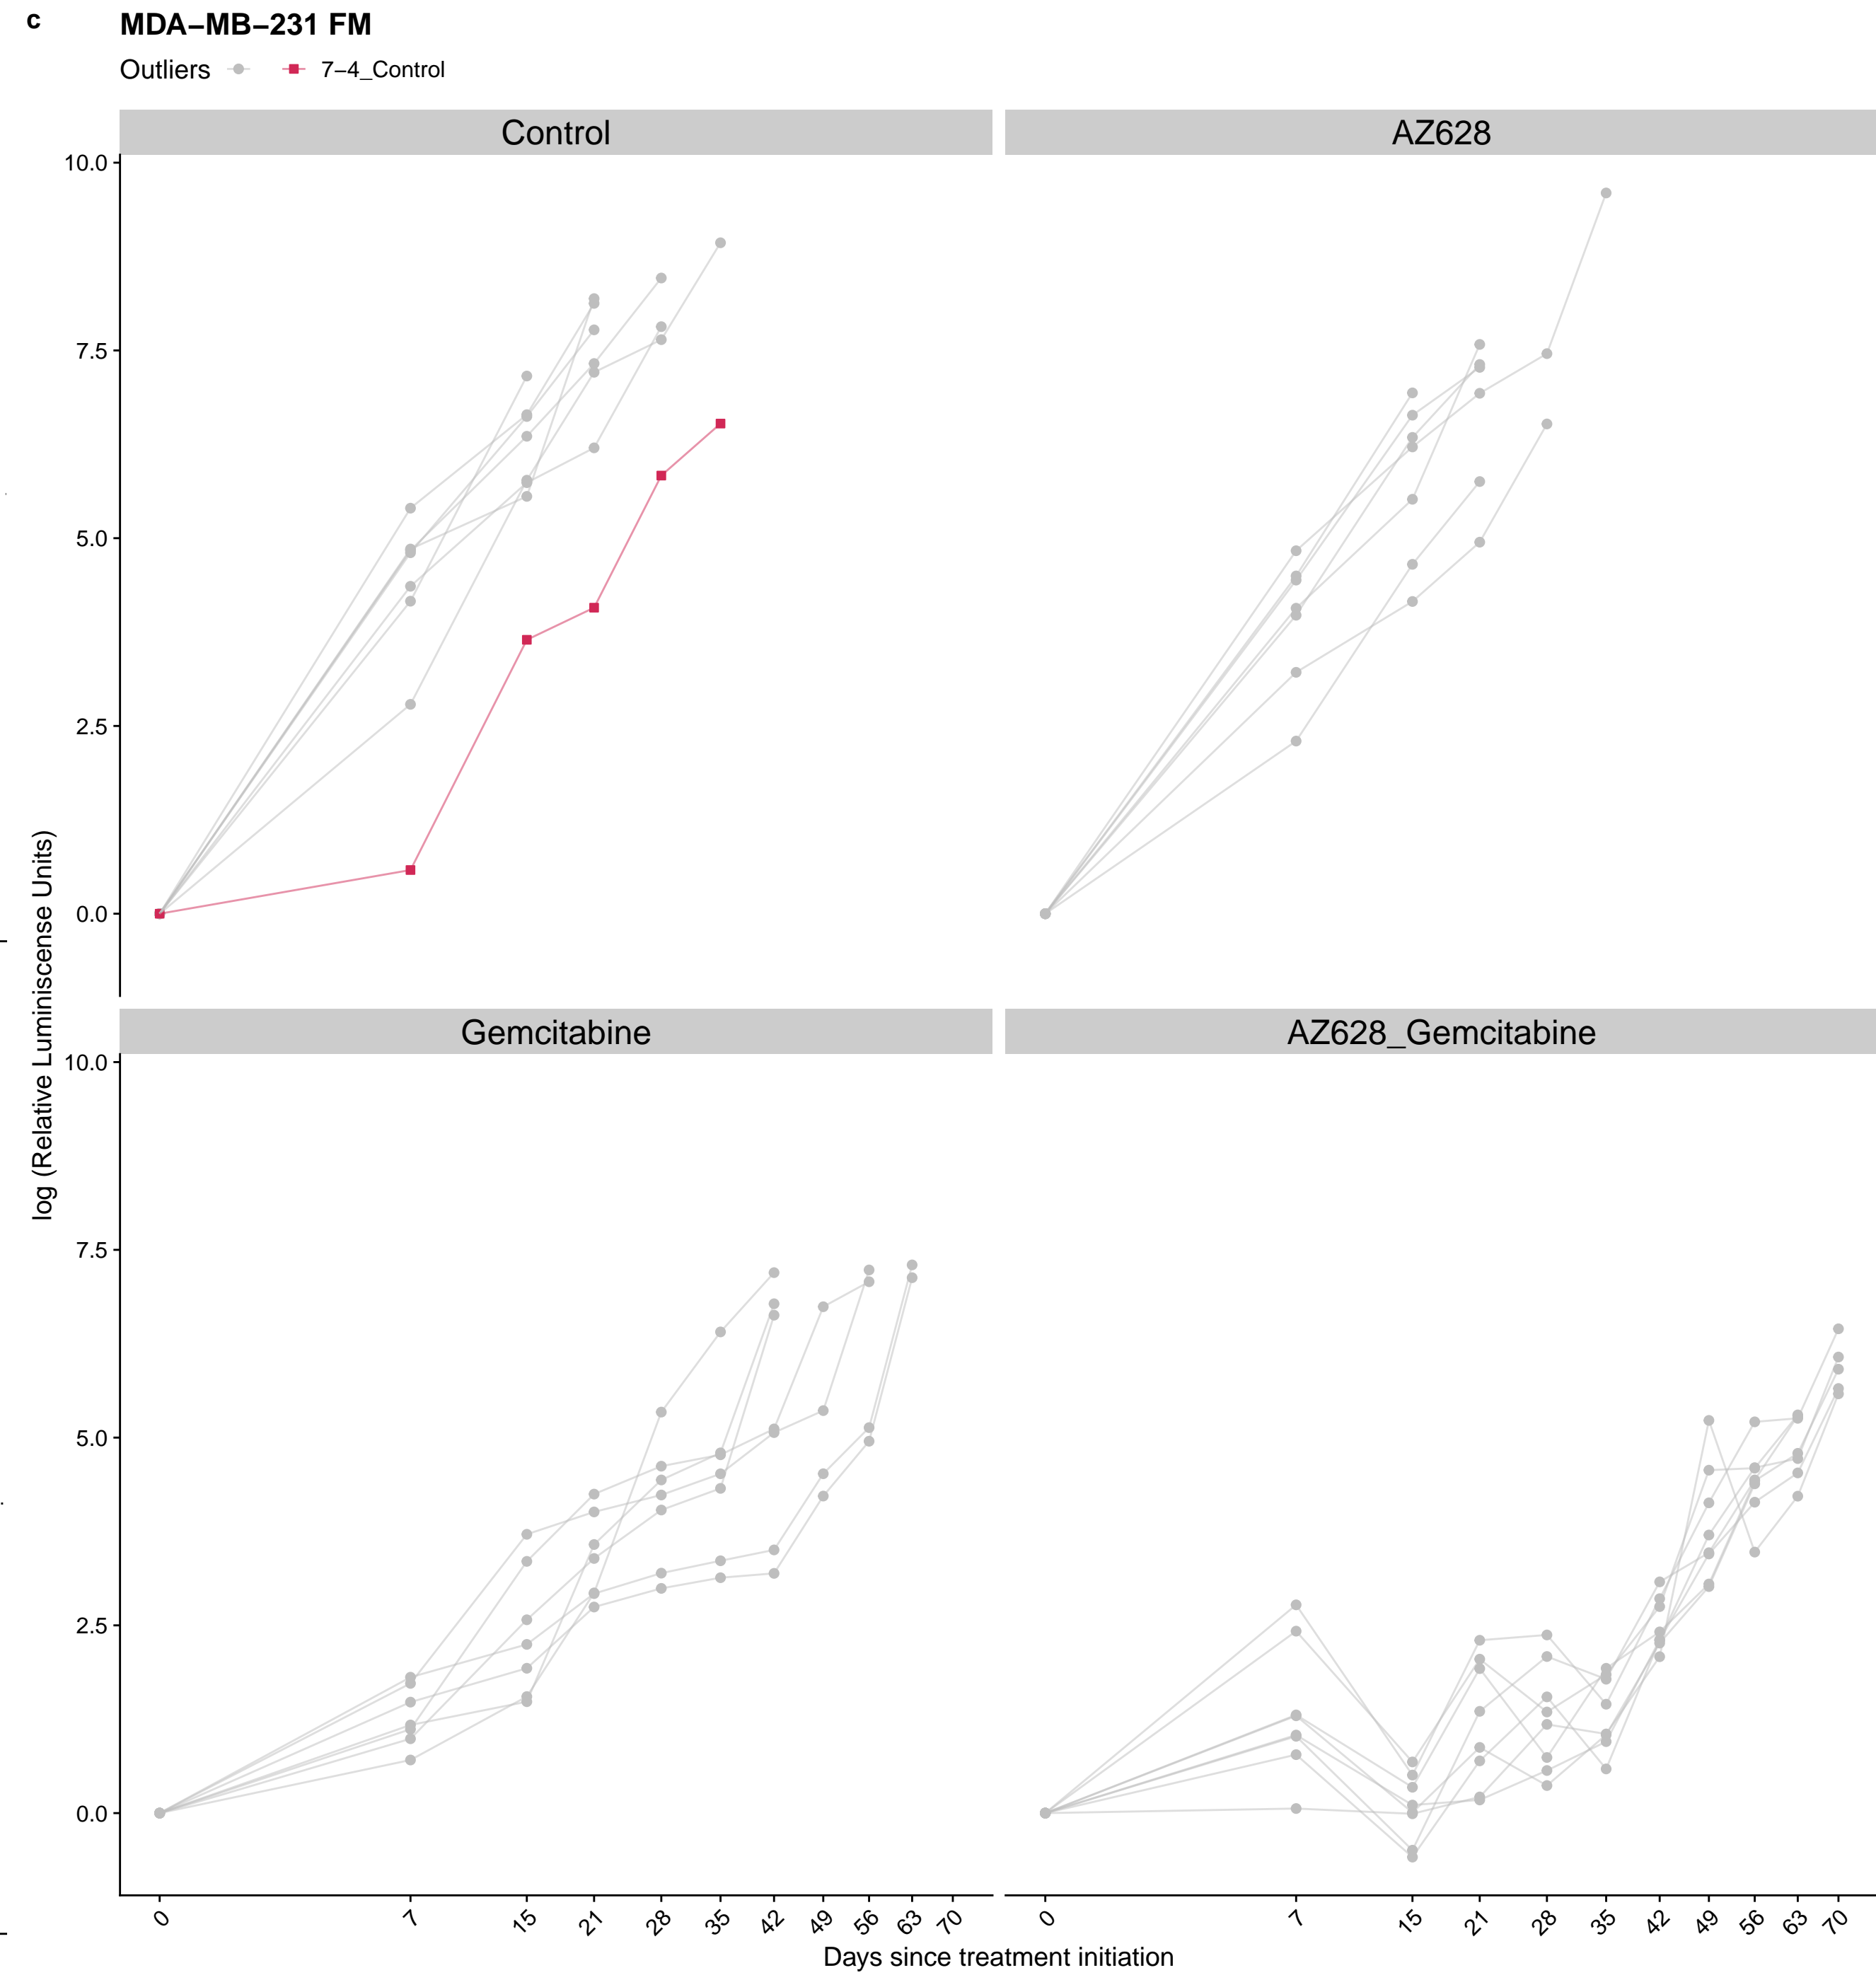 c
MDA–MB–231 FM
Outliers 7–4_Control
Control
AZ628
10.0
7.5
5.0
2.5
0.0
log (Relative Luminiscense Units)
Gemcitabine
AZ628_Gemcitabine
10.0
7.5
5.0
2.5
0.0
0 7 15 21 28 35 42 49 56 63 70
0 7 15 21 28 35 42 49 56 63 70
Days since treatment initiation